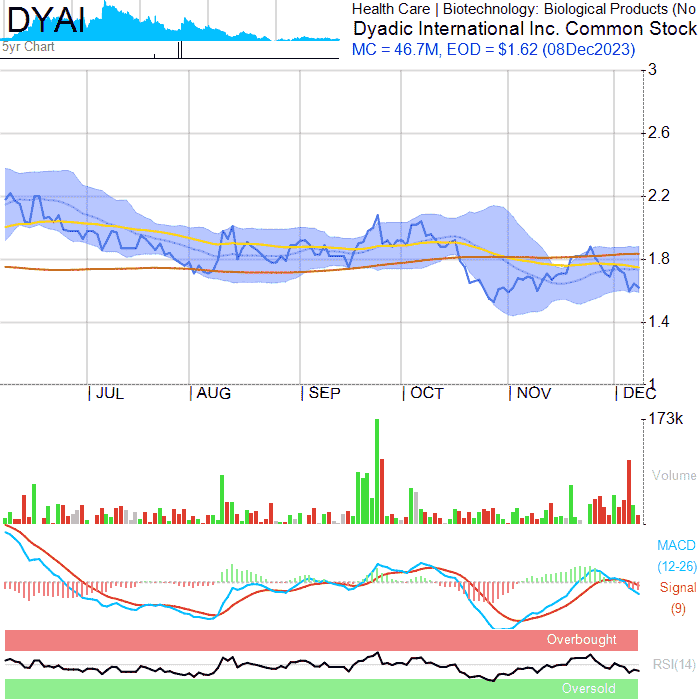 DYAI
5yr Chart
Health Care | Biotechnology: Biological Products (No
Dyadic International Inc. Common Stock
MC = 46.7M, EOD = $1.62 (08Dec2023)
3
2.6
2.2
1.8
1.4
1
JUL AUG SEP OCT NOV DEC
173k
Volume
MACD
(12-26)
Signal
(9)
Overbought
RSI(14)
Oversold